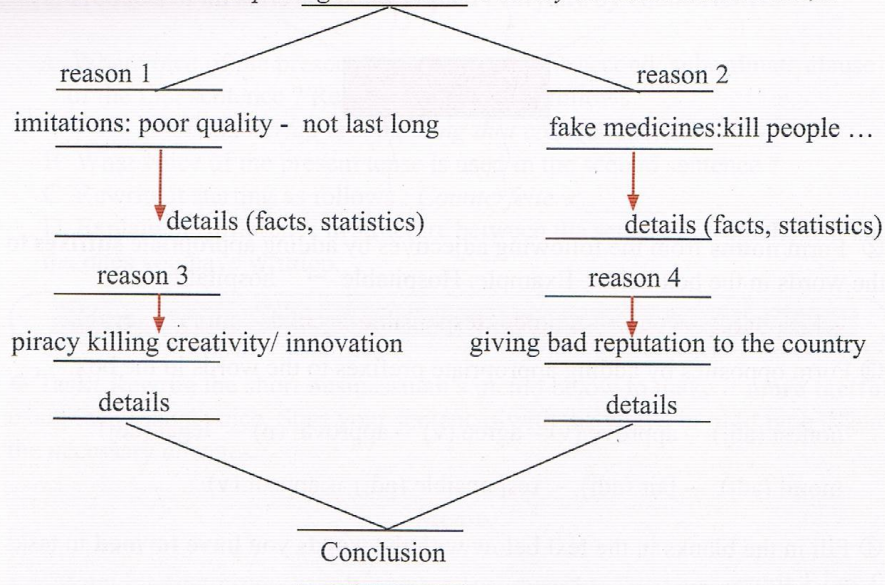 reason 1
reason 2
imitations: poor quality - not last long
fake medicines:kill people ...
details (facts, statistics)
details (facts, statistics)
reason 3
reason 4
piracy killing creativity/ innovation
giving bad reputation to the country
details
details
Conclusion